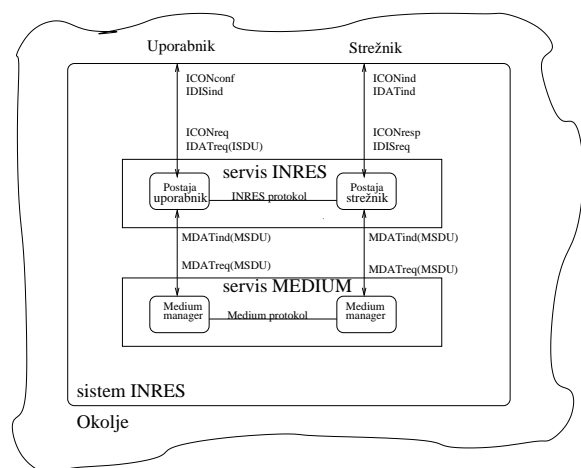 Uporabnik
Strežnik
ICONconf
IDISind
ICONind
IDATind
ICONreq
IDATreq(ISDU)
ICONresp
IDISreq
servis INRES
Postaja
uporabnik
INRES protokol
Postaja
strežnik
MDATind(MSDU)
MDATind(MSDU)
MDATreq(MSDU)
MDATreq(MSDU)
servis MEDIUM
Medium
manager
Medium protokol
Medium
manager
sistem INRES
Okolje